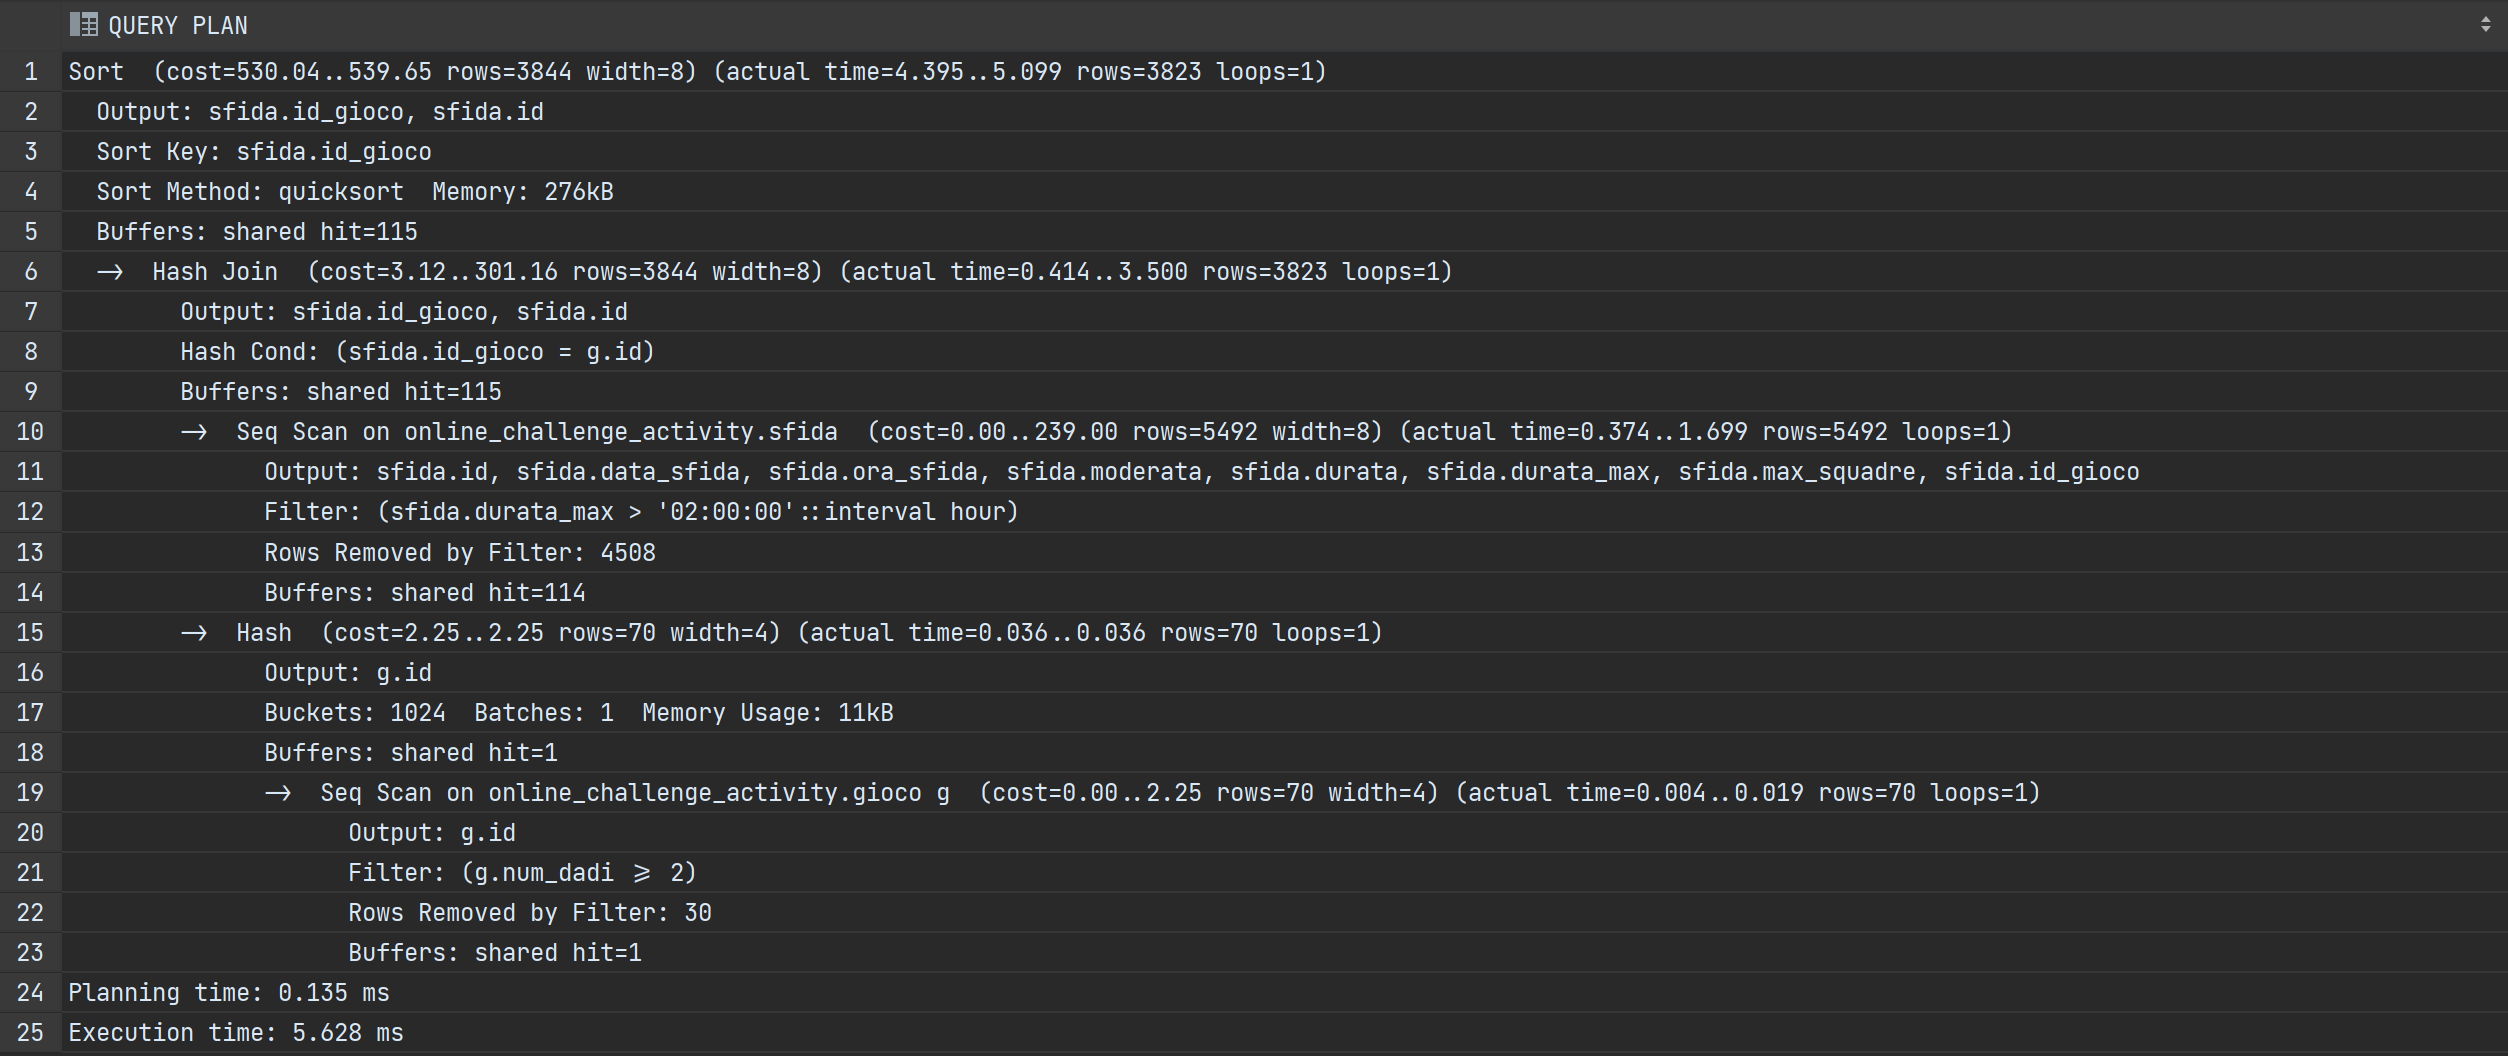 QUERY PLAN
1 Sort  (cost=530.04..539.65 rows=3844 width=8) (actual time=4.395..5.099 rows=3823 loops=1)
2   Output: sfida.id_gioco, sfida.id
3   Sort Key: sfida.id_gioco
4   Sort Method: quicksort  Memory: 276kB
5   Buffers: shared hit=115
6   ->  Hash Join  (cost=3.12..301.16 rows=3844 width=8) (actual time=0.414..3.500 rows=3823 loops=1)
7         Output: sfida.id_gioco, sfida.id
8         Hash Cond: (sfida.id_gioco = g.id)
9         Buffers: shared hit=115
10         ->  Seq Scan on online_challenge_activity.sfida  (cost=0.00..239.00 rows=5492 width=8) (actual time=0.374..1.699 rows=5492 loops=1)
11               Output: sfida.id, sfida.data_sfida, sfida.ora_sfida, sfida.moderata, sfida.durata, sfida.durata_max, sfida.max_squadre, sfida.id_gioco
12               Filter: (sfida.durata_max > '02:00:00'::interval hour)
13               Rows Removed by Filter: 4508
14               Buffers: shared hit=114
15         ->  Hash  (cost=2.25..2.25 rows=70 width=4) (actual time=0.036..0.036 rows=70 loops=1)
16               Output: g.id
17               Buckets: 1024  Batches: 1  Memory Usage: 11kB
18               Buffers: shared hit=1
19               ->  Seq Scan on online_challenge_activity.gioco g  (cost=0.00..2.25 rows=70 width=4) (actual time=0.004..0.019 rows=70 loops=1)
20                     Output: g.id
21                     Filter: (g.num_dadi >= 2)
22                     Rows Removed by Filter: 30
23                     Buffers: shared hit=1
24 Planning time: 0.135 ms
25 Execution time: 5.628 ms